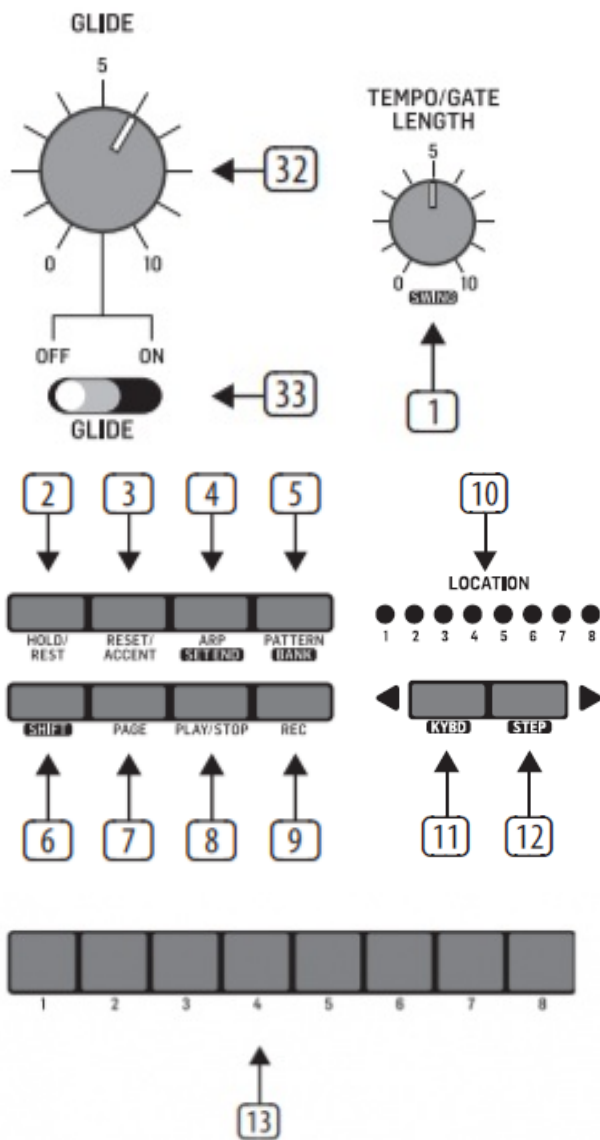 GLIDE
5
32
0 10
OFF ON
33
GLIDE
TEMPO/GATE
LENGTH
5
0 10
SWING
1
2 3 4 5
HOLD/ RESET/ ARP PATTERN
REST ACCENT SET END BANK
SHIFT PAGE PLAY/STOP REC
6 7 8 9
10
LOCATION
1 2 3 4 5 6 7 8
KYBD STEP
11 12
1 2 3 4 5 6 7 8
13